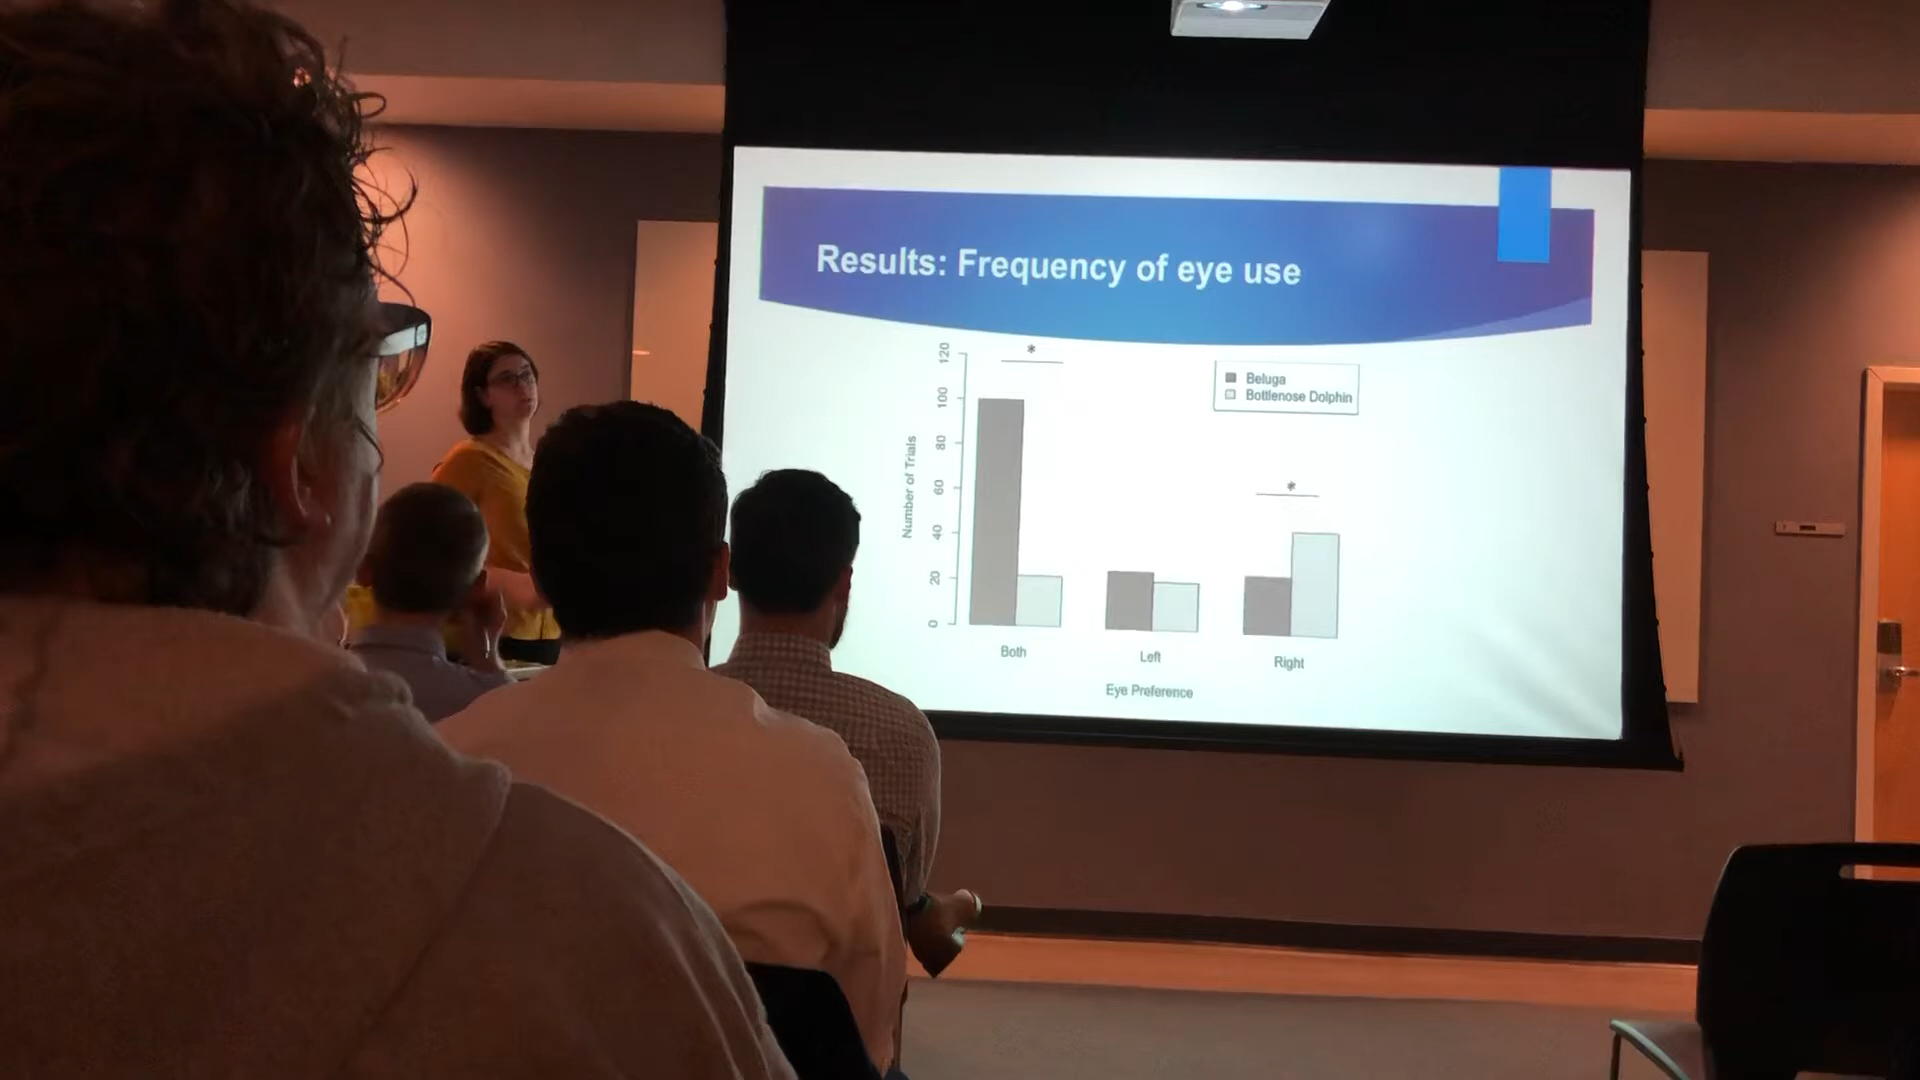 Results: Frequency of eye use
*
120
100
80
60
40
20
0
Number of Trials
Beluga
Bottlenose Dolphin
*
Both
Left
Right
Eye Preference